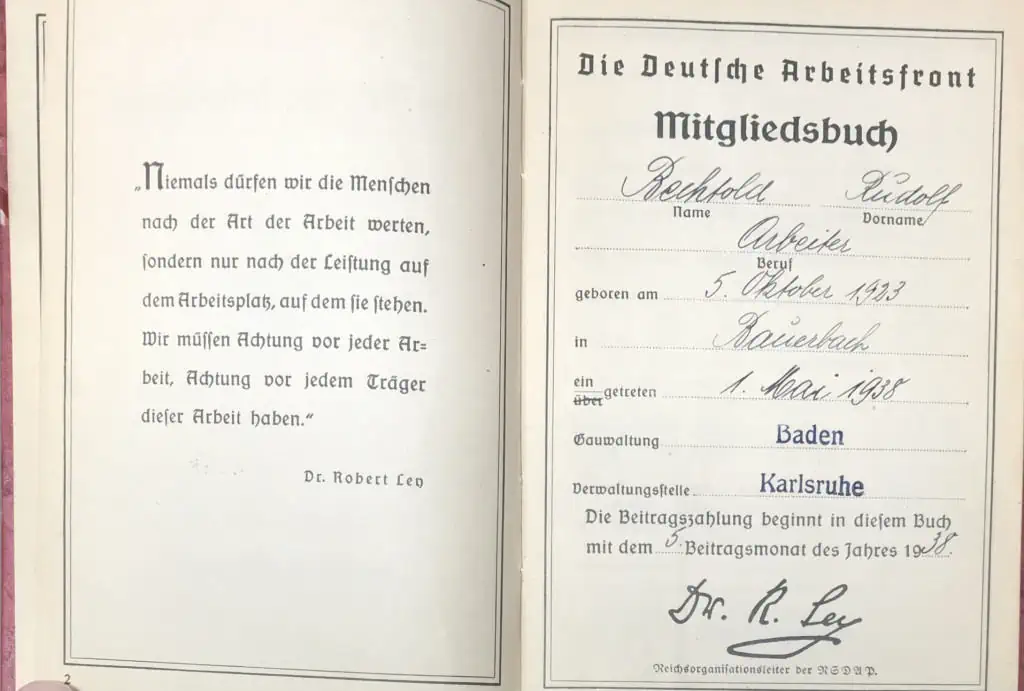 „Niemals dürfen wir die Menschen
nach der Art der Arbeit werten,
sondern nur nach der Leistung auf
dem Arbeitsplatz, auf dem sie stehen.
Wir müssen Achtung vor jeder Ar=
beit, Achtung vor jedem Träger
dieser Arbeit haben.“
Dr. Robert Ley
2
Die Deutsche Arbeitsfront
Mitgliedsbuch
Bechtold Rudolf
Name Vorname
Arbeiter
Beruf
geboren am 5. Oktober 1923
in Bauerbach
ein
über getreten 1. Mai 1938
Gauwaltung Baden
Verwaltungsstelle Karlsruhe
Die Beitragszahlung beginnt in diesem Buch
mit dem 5. Beitragsmonat des Jahres 1938.
Dr. R. Ley
Reichsorganisationsleiter der NSDAP.